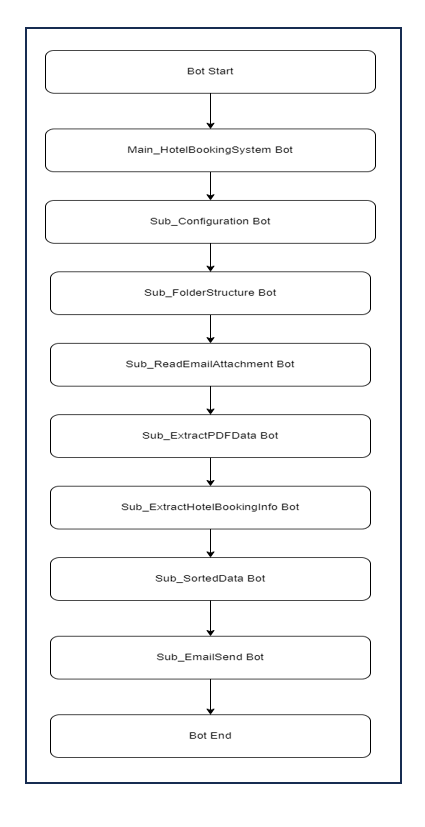 Bot Start
Main_HotelBookingSystem Bot
Sub_Configuration Bot
Sub_FolderStructure Bot
Sub_ReadEmailAttachment Bot
Sub_ExtractPDFData Bot
Sub_ExtractHotelBookingInfo Bot
Sub_SortedData Bot
Sub_EmailSend Bot
Bot End